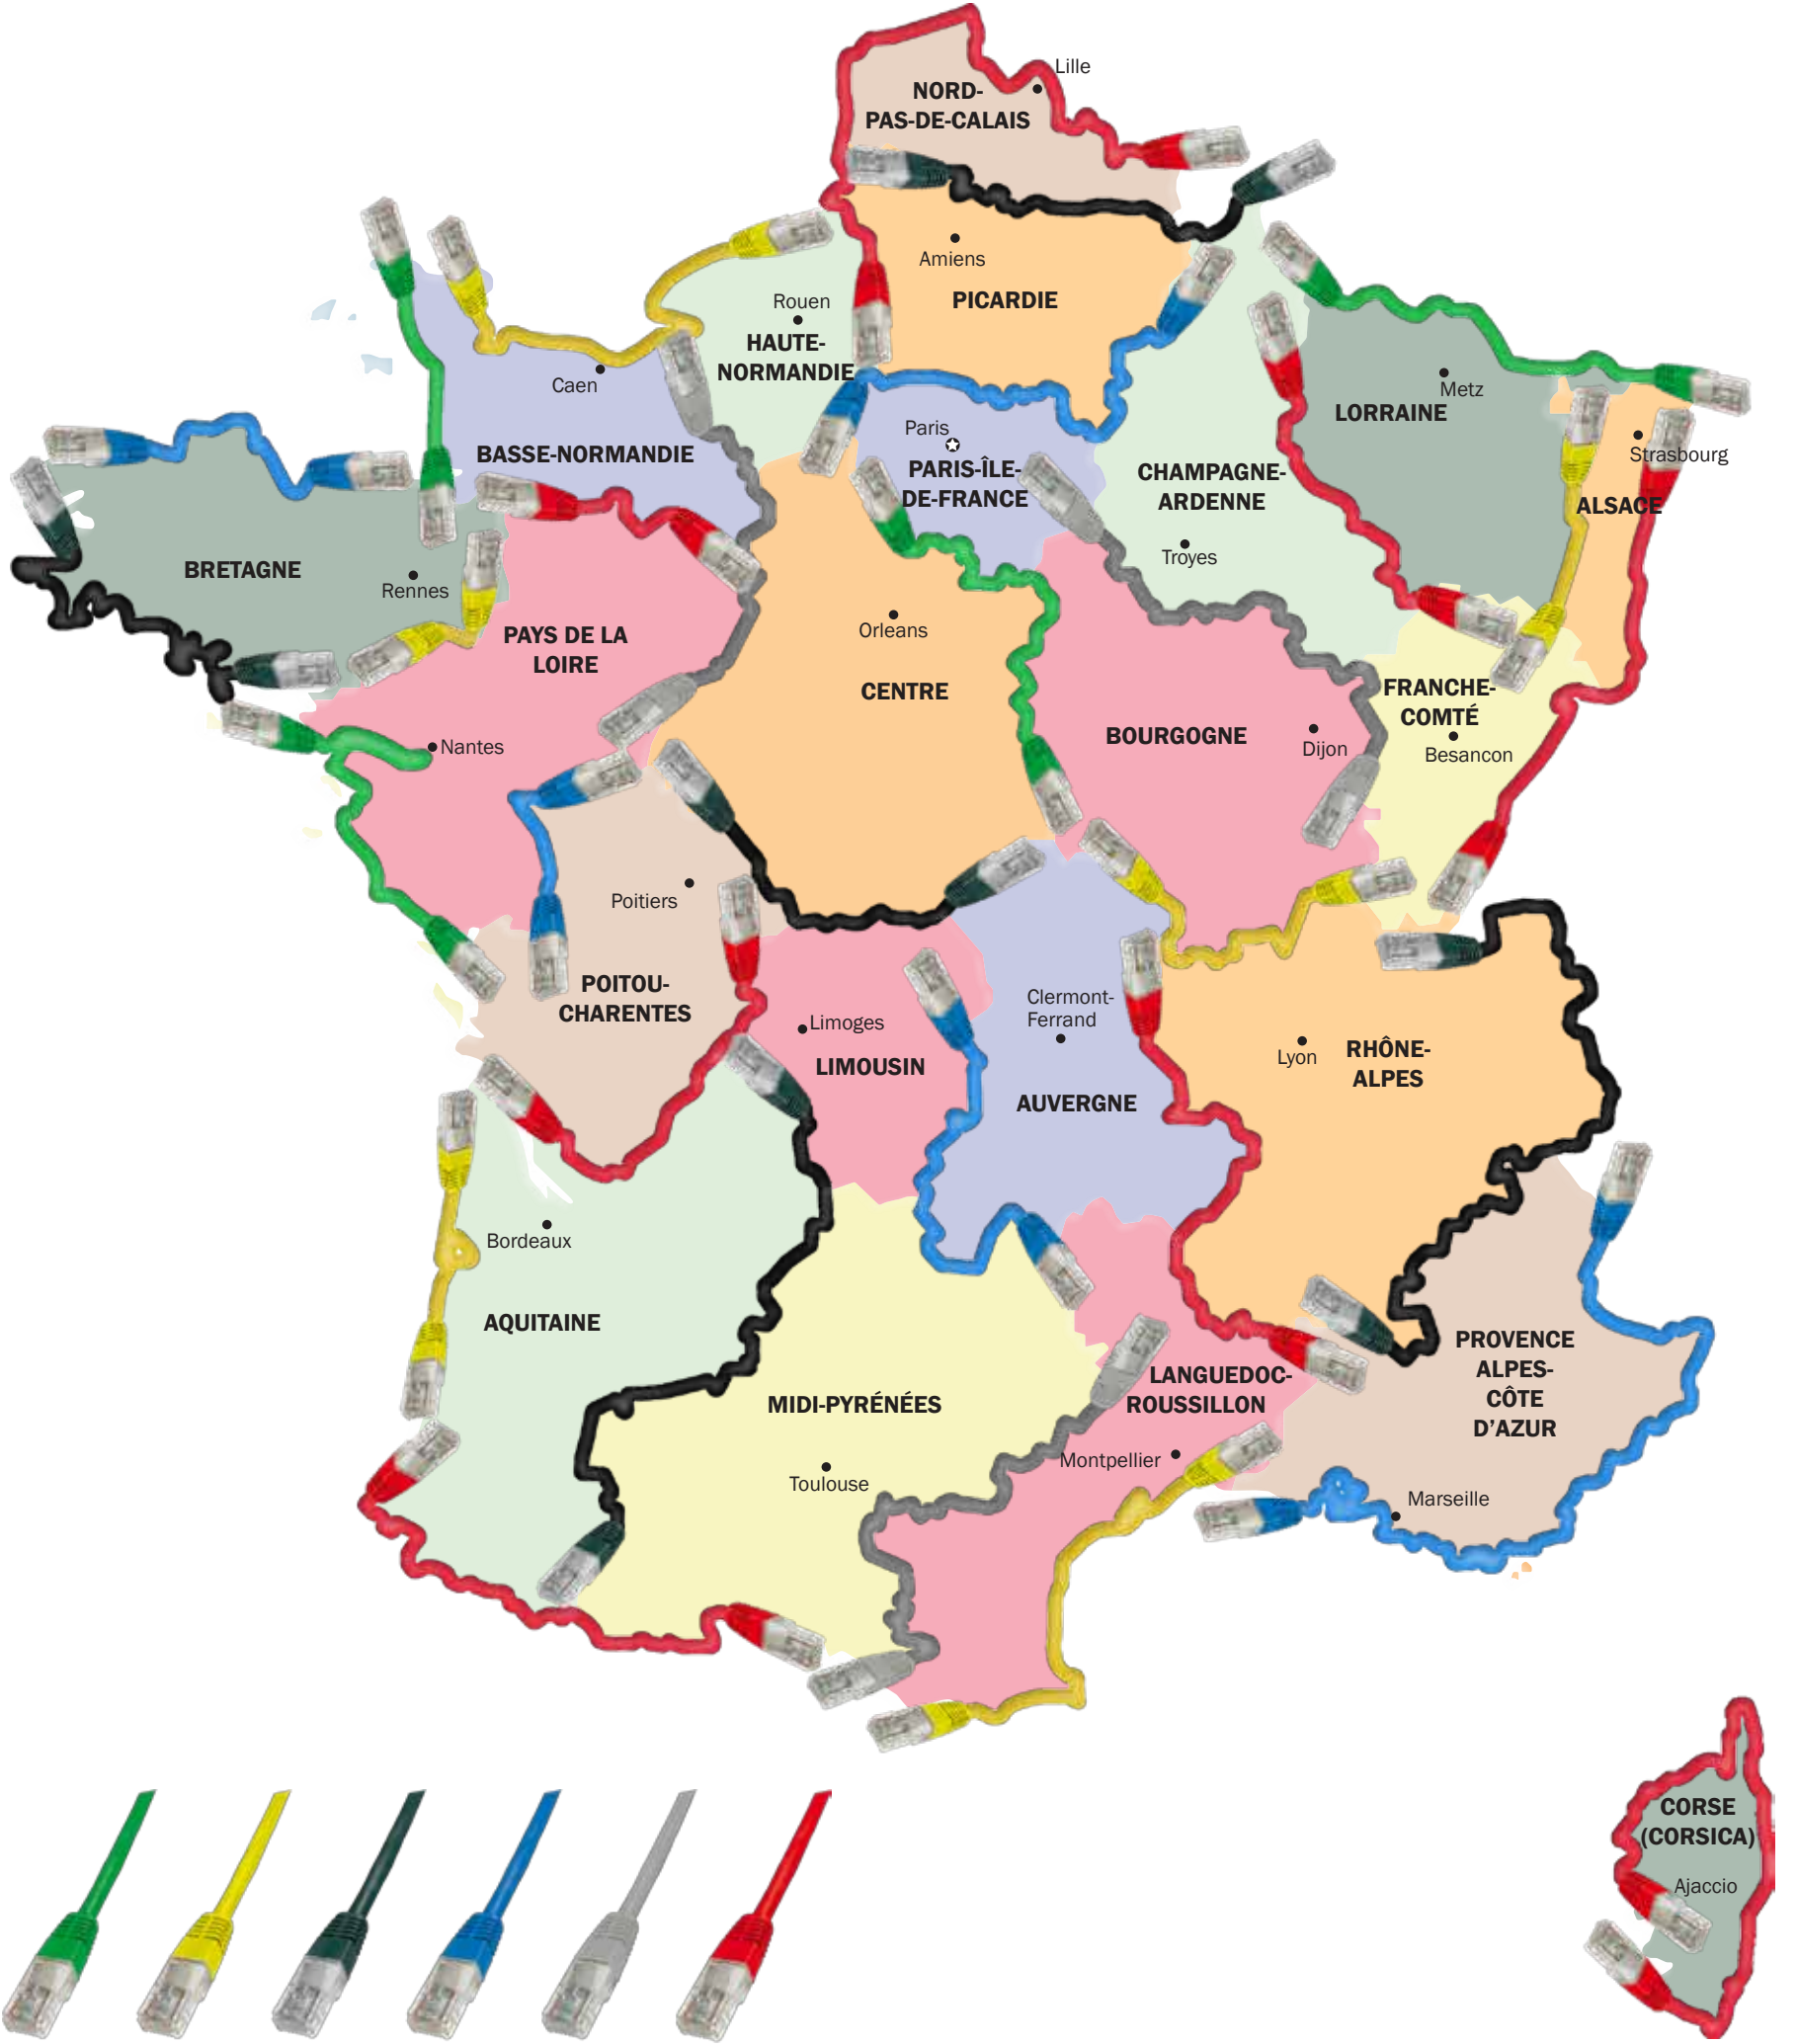 Lille
NORD-
PAS-DE-CALAIS
Amiens
PICARDIE
Rouen
HAUTE-
NORMANDIE
Caen
BASSE-NORMANDIE
Paris
PARIS-ÎLE-
DE-FRANCE
CHAMPAGNE-
ARDENNE
Troyes
Metz
LORRAINE
Strasbourg
ALSACE
BRETAGNE
Rennes
PAYS DE LA
LOIRE
Nantes
Orleans
CENTRE
BOURGOGNE
Dijon
FRANCHE-
COMTÉ
Besancon
Poitiers
POITOU-
CHARENTES
Limoges
LIMOUSIN
Clermont-
Ferrand
AUVERGNE
Lyon
RHÔNE-
ALPES
Bordeaux
AQUITAINE
MIDI-PYRÉNÉES
Toulouse
LANGUEDOC-
ROUSSILLON
Montpellier
PROVENCE
ALPES-
CÔTE
D'AZUR
Marseille
CORSE
(CORSICA)
Ajaccio